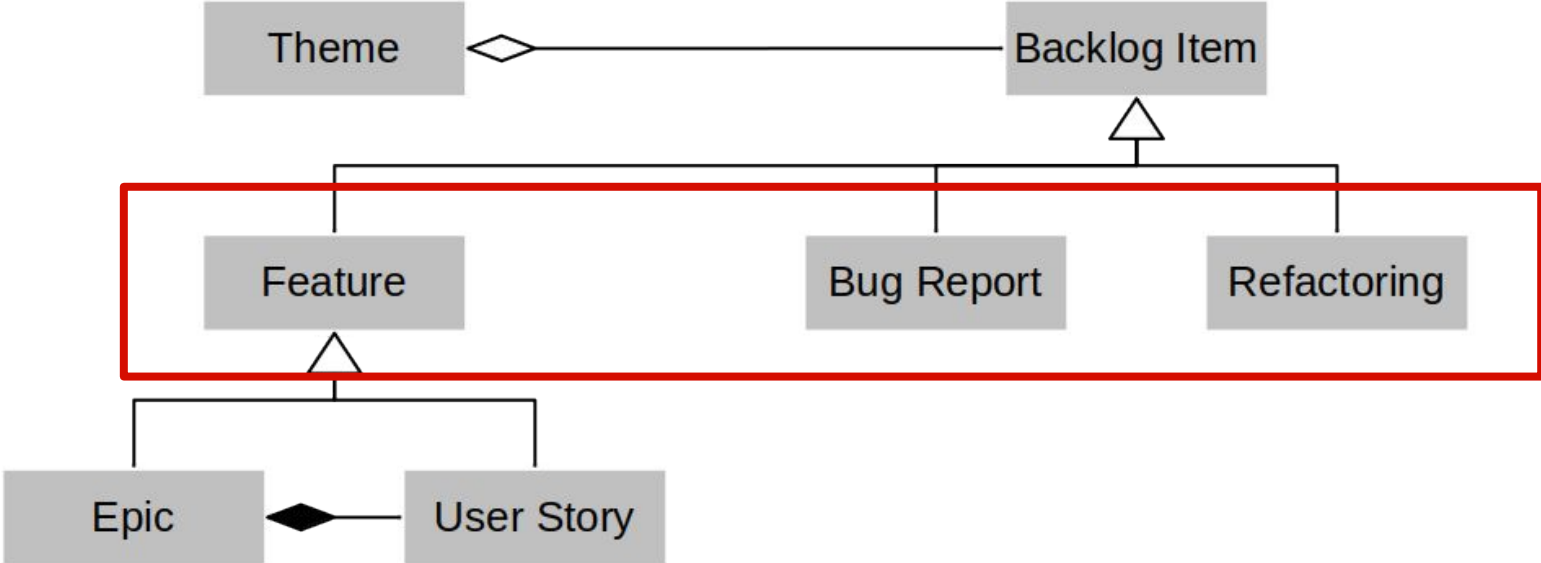 Theme
Backlog Item
Feature
Bug Report
Refactoring
Epic
User Story